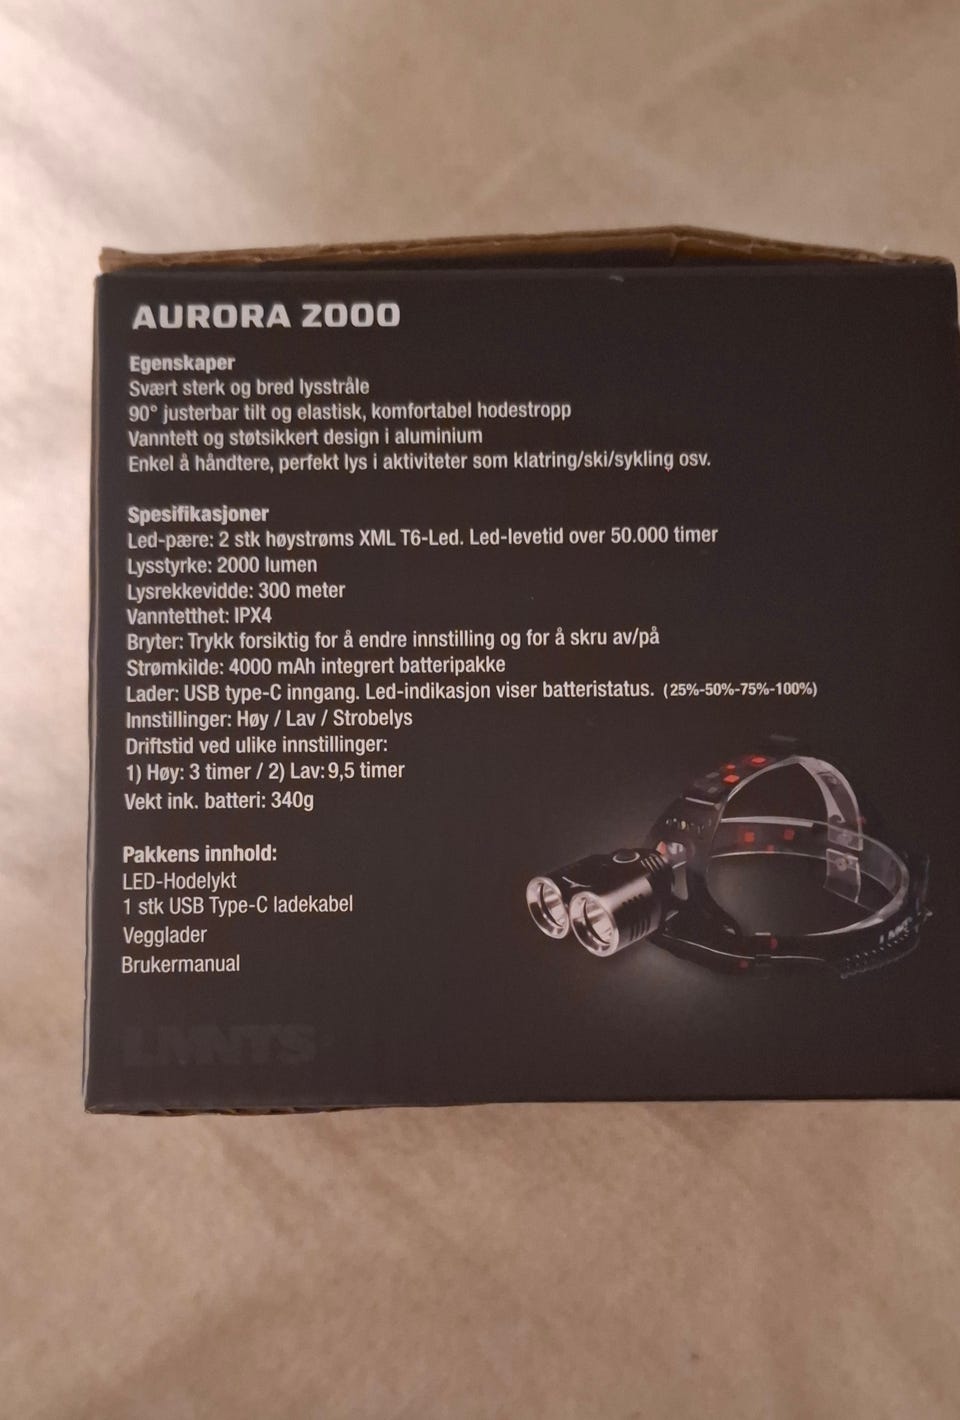 AURORA 2000
Egenskaper
Svært sterk og bred lysstråle
90° justerbar tilt og elastisk, komfortabel hodestropp
Vanntett og støtsikkert design i aluminium
Enkel å håndtere, perfekt lys i aktiviteter som klatring/ski/sykling osv.
Spesifikasjoner
Led-pære: 2 stk høystrøms XML T6-Led. Led-levetid over 50.000 timer
Lysstyrke: 2000 lumen
Lysrekkevidde: 300 meter
Vanntetthet: IPX4
Bryter: Trykk forsiktig for å endre innstilling og for å skru av/på
Strømkilde: 4000 mAh integrert batteripakke
Lader: USB type-C inngang. Led-indikasjon viser batteristatus. (25%-50%-75%-100%)
Innstillinger: Høy / Lav / Strobelys
Driftstid ved ulike innstillinger:
1) Høy: 3 timer / 2) Lav: 9,5 timer
Vekt ink. batteri: 340g
Pakkens innhold:
LED-Hodelykt
1 stk USB Type-C ladekabel
Vegglader
Brukermanual
LMNTS
LMNTS